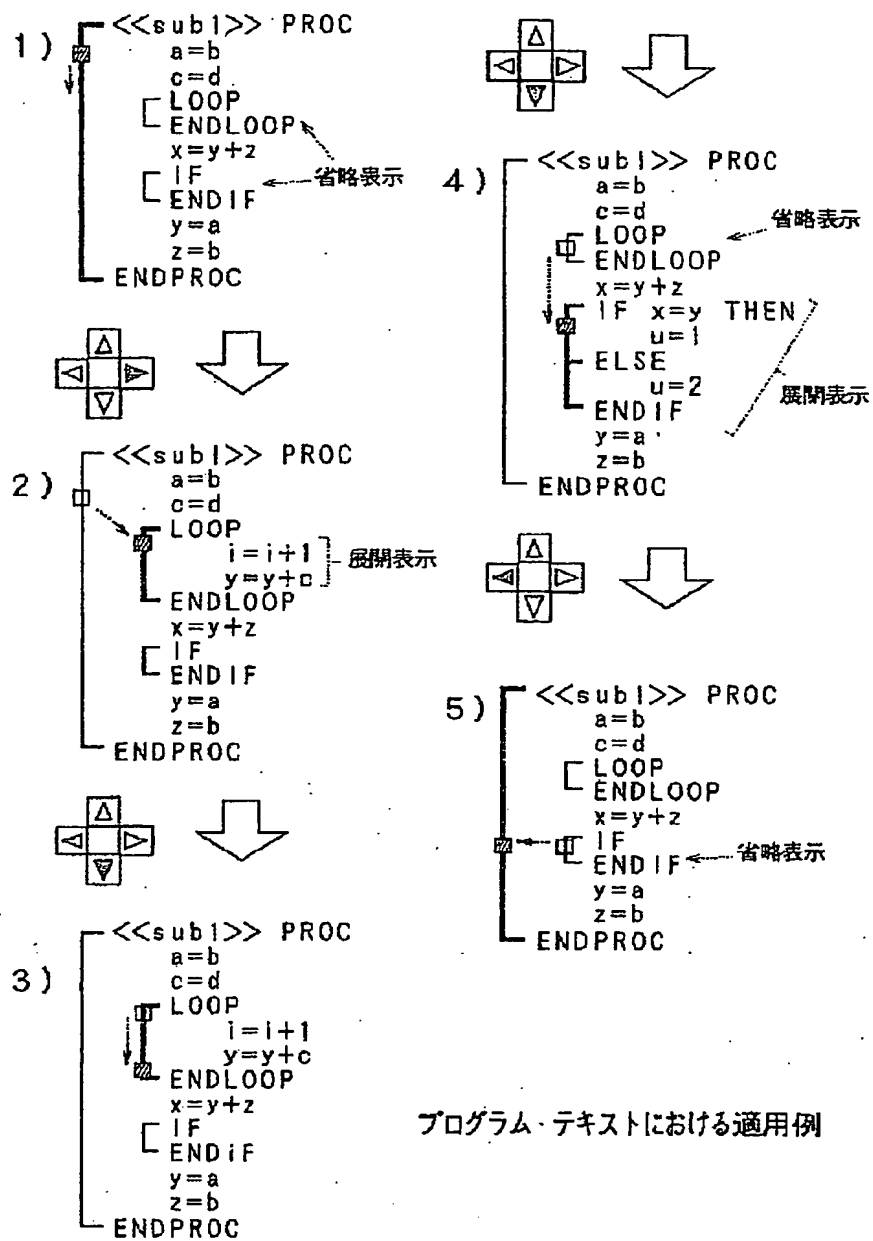 1)
<<sub1>> PROC
a=b
c=d
LOOP
ENDLOOP
x=y+z
省略表示
IF
ENDIF
y=a
z=b
ENDPROC
2)
<<sub1>> PROC
a=b
c=d
LOOP
i=i+1
展開表示
y=y+c
ENDLOOP
x=y+z
IF
ENDIF
y=a
z=b
ENDPROC
3)
<<sub1>> PROC
a=b
c=d
LOOP
i=i+1
y=y+c
ENDLOOP
x=y+z
IF
ENDiF
y=a
z=b
ENDPROC
4)
<<sub1>> PROC
a=b
c=d
省略表示
LOOP
ENDLOOP
x=y+z
IF x=y THEN
u=1
ELSE
u=2
展開表示
ENDIF
y=a
z=b
ENDPROC
5)
<<sub1>> PROC
a=b
c=d
LOOP
ENDLOOP
x=y+z
IF
ENDIF
省略表示
y=a
z=b
ENDPROC
プログラム・テキストにおける適用例